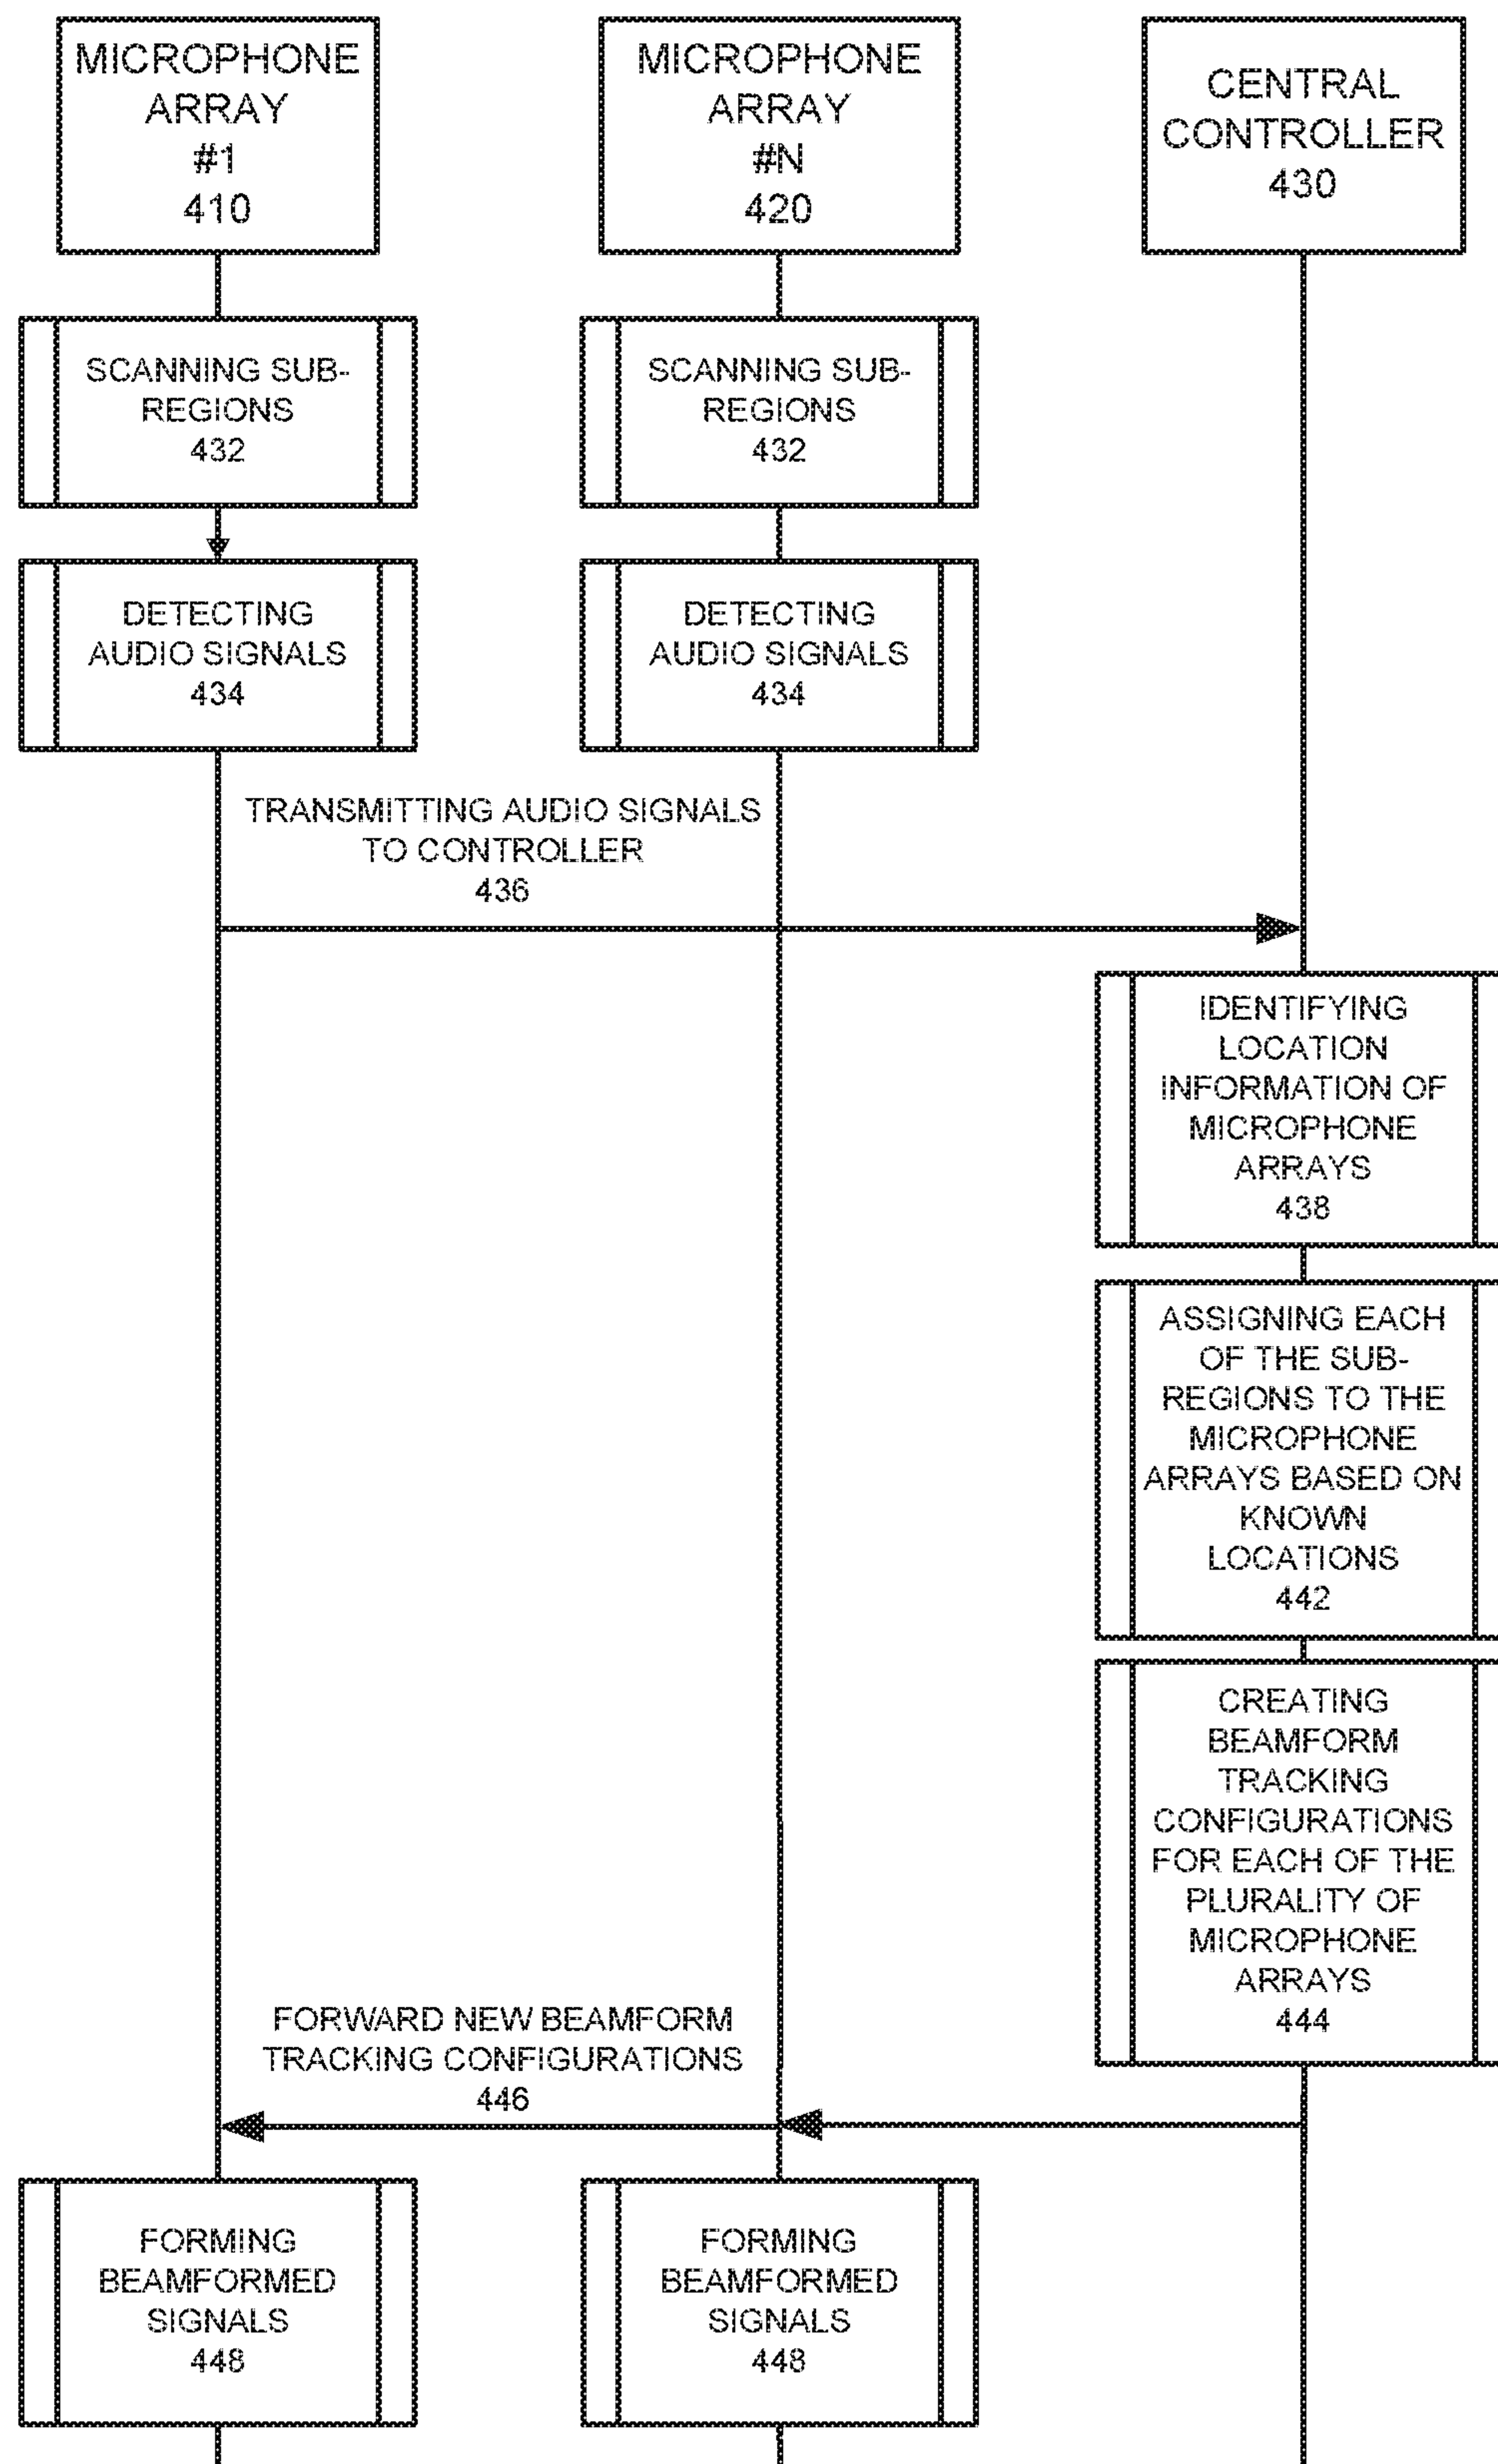 MICROPHONE
ARRAY
#1
410
MICROPHONE
ARRAY
#N
420
CENTRAL
CONTROLLER
430
SCANNING SUB-
REGIONS
432
SCANNING SUB-
REGIONS
432
DETECTING
AUDIO SIGNALS
434
DETECTING
AUDIO SIGNALS
434
TRANSMITTING AUDIO SIGNALS
TO CONTROLLER
436
IDENTIFYING
LOCATION
INFORMATION OF
MICROPHONE
ARRAYS
438
ASSIGNING EACH
OF THE SUB-
REGIONS TO THE
MICROPHONE
ARRAYS BASED ON
KNOWN
LOCATIONS
442
CREATING
BEAMFORM
TRACKING
CONFIGURATIONS
FOR EACH OF THE
PLURALITY OF
MICROPHONE
ARRAYS
444
FORWARD NEW BEAMFORM
TRACKING CONFIGURATIONS
446
FORMING
BEAMFORMED
SIGNALS
448
FORMING
BEAMFORMED
SIGNALS
448